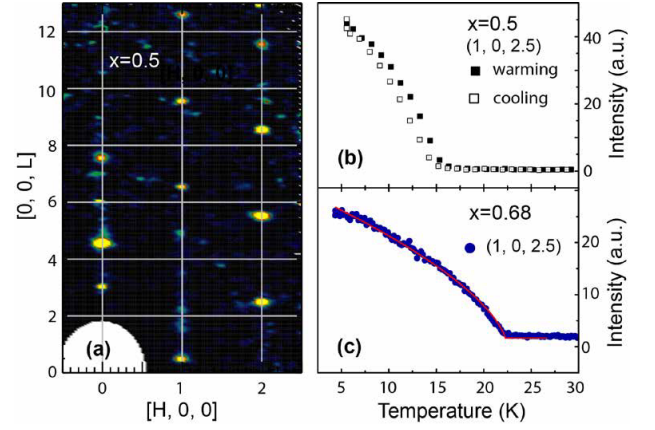 12
10
8
6
4
2
0
[0, 0, L]
x=0.5
(a)
0 1 2
[H, 0, 0]
x=0.5
(1, 0, 2.5)
warming
cooling
(b)
40
20
0
Intensity (a.u.)
x=0.68
(1, 0, 2.5)
(c)
20
10
0
Intensity (a.u.)
5 10 15 20 25 30
Temperature (K)